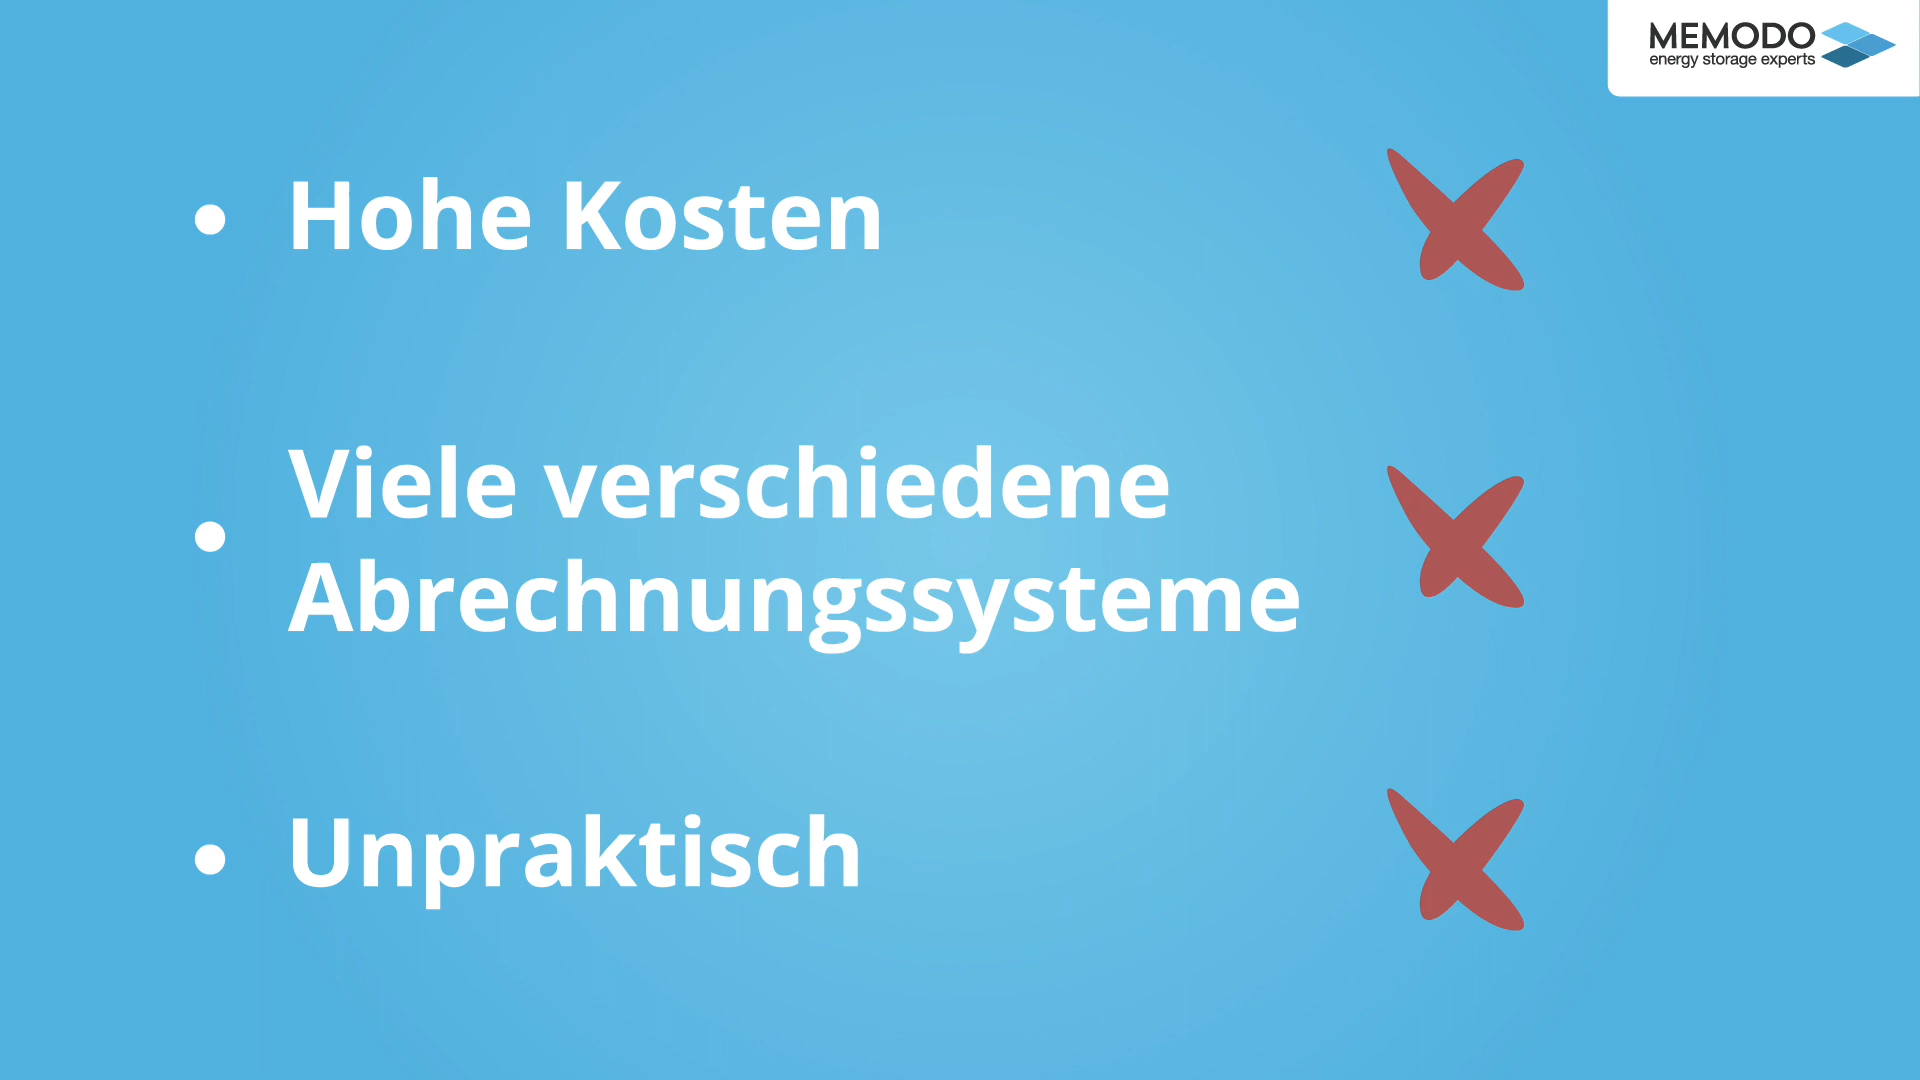 MEMODO
energy storage experts
Hohe Kosten
Viele verschiedene
Abrechnungssysteme
Unpraktisch